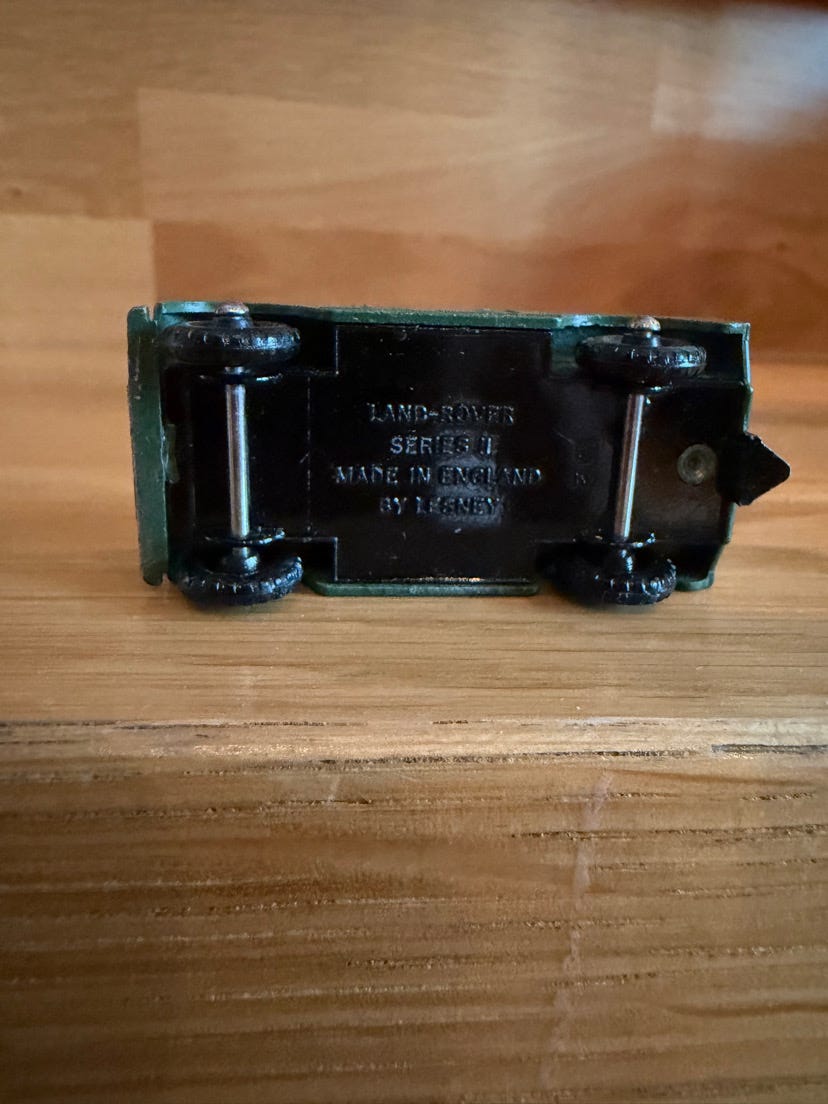 LAND-ROVER
SERIES II
MADE IN ENGLAND
BY LESNEY